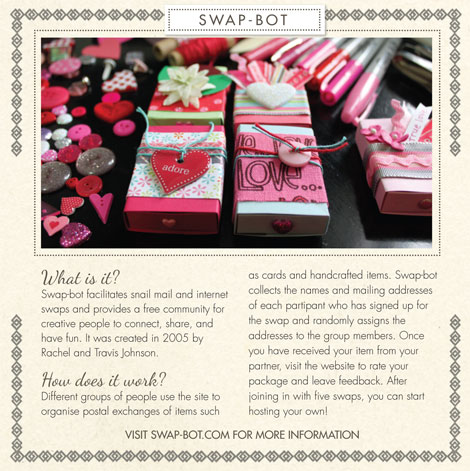 SWAP-BOT
adore
LOVE
What is it?
Swap-bot facilitates snail mail and internet
swaps and provides a free community for
creative people to connect, share, and
have fun. It was created in 2005 by
Rachel and Travis Johnson.
How does it work?
Different groups of people use the site to
organise postal exchanges of items such
as cards and handcrafted items. Swap-bot
collects the names and mailing addresses
of each partipant who has signed up for
the swap and randomly assigns the
addresses to the group members. Once
you have received your item from your
partner, visit the website to rate your
package and leave feedback. After
joining in with five swaps, you can start
hosting your own!
VISIT SWAP-BOT.COM FOR MORE INFORMATION